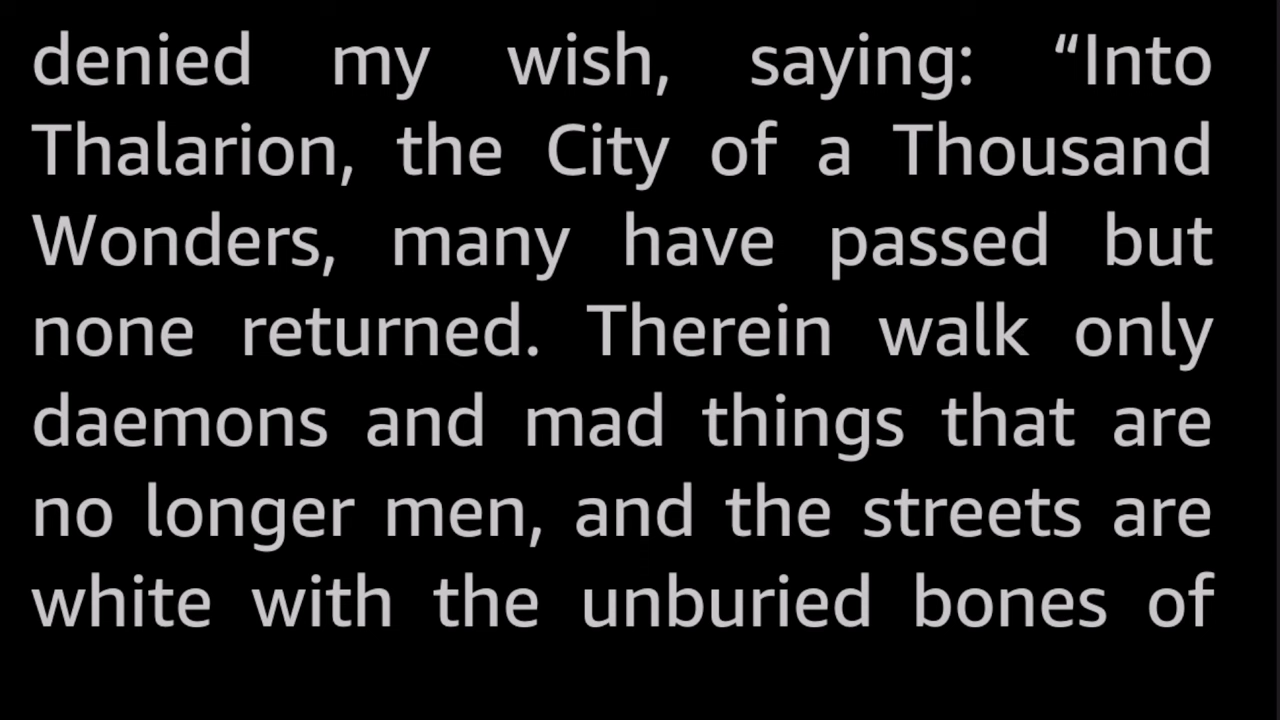 denied my wish, saying: “Into
Thalarion, the City of a Thousand
Wonders, many have passed but
none returned. Therein walk only
daemons and mad things that are
no longer men, and the streets are
white with the unburied bones of